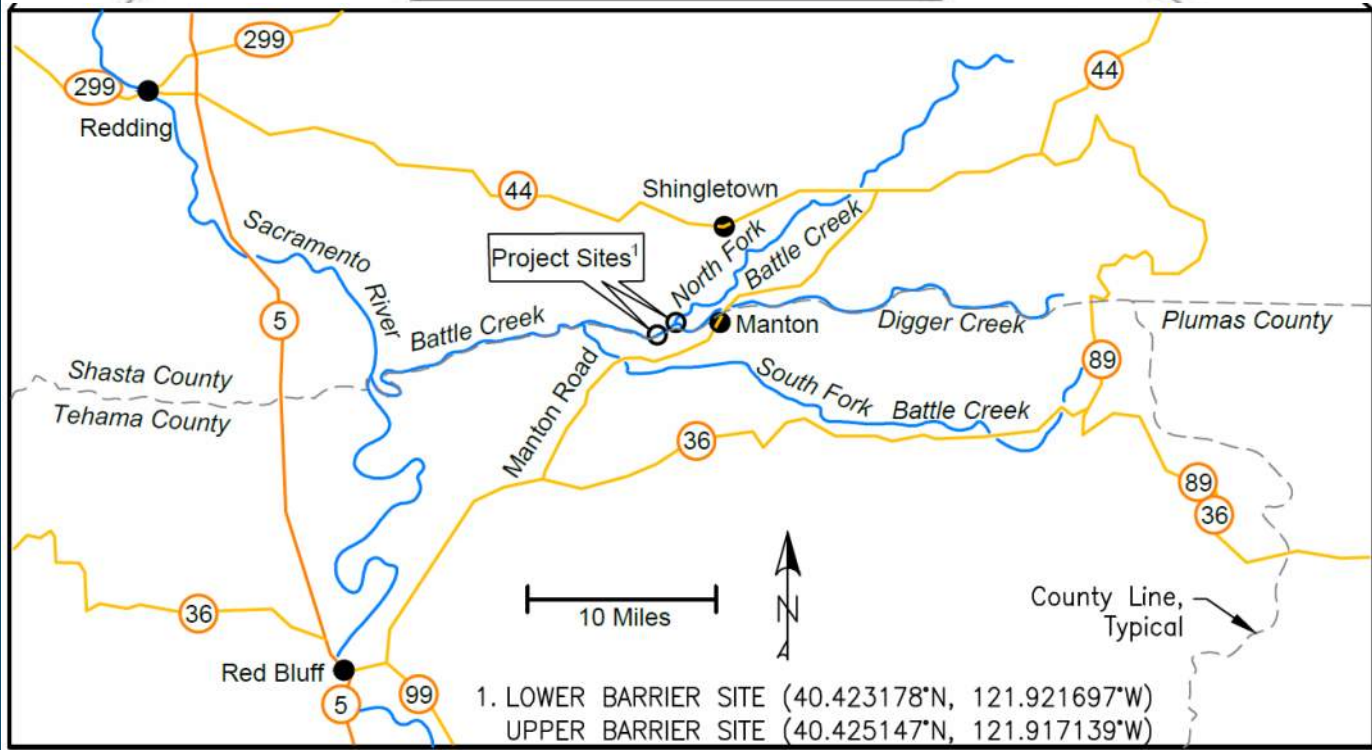 299
299
44
Redding
44
Shingletown
Sacramento
River
Project Sites1
North Fork
Battle Creek
5
Battle Creek
Manton
Digger Creek
Plumas County
Shasta County
Tehama County
Manton Road
South Fork
Battle Creek
89
36
89
36
36
10 Miles
N
County Line,
Typical
Red Bluff
5
99
1. LOWER BARRIER SITE (40.423178°N, 121.921697°W)
UPPER BARRIER SITE (40.425147°N, 121.917139°W)